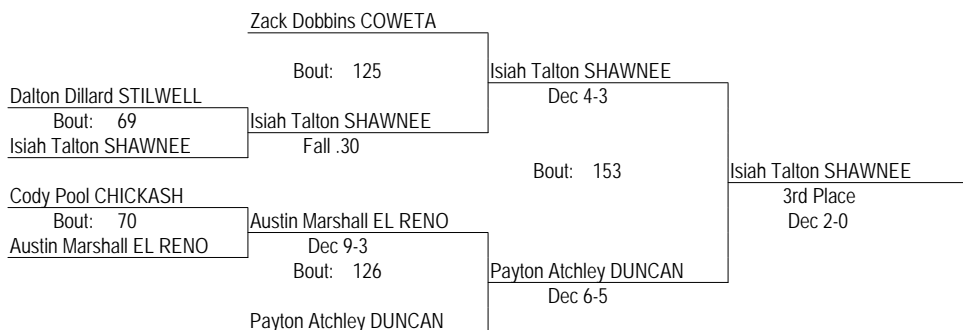 Zack Dobbins COWETA
Bout: 125
Isiah Talton SHAWNEE
Dec 4-3
Dalton Dillard STILWELL
Bout: 69
Isiah Talton SHAWNEE
Isiah Talton SHAWNEE
Fall .30
Bout: 153
Isiah Talton SHAWNEE
3rd Place
Dec 2-0
Cody Pool CHICKASH
Bout: 70
Austin Marshall EL RENO
Austin Marshall EL RENO
Dec 9-3
Bout: 126
Payton Atchley DUNCAN
Dec 6-5
Payton Atchley DUNCAN